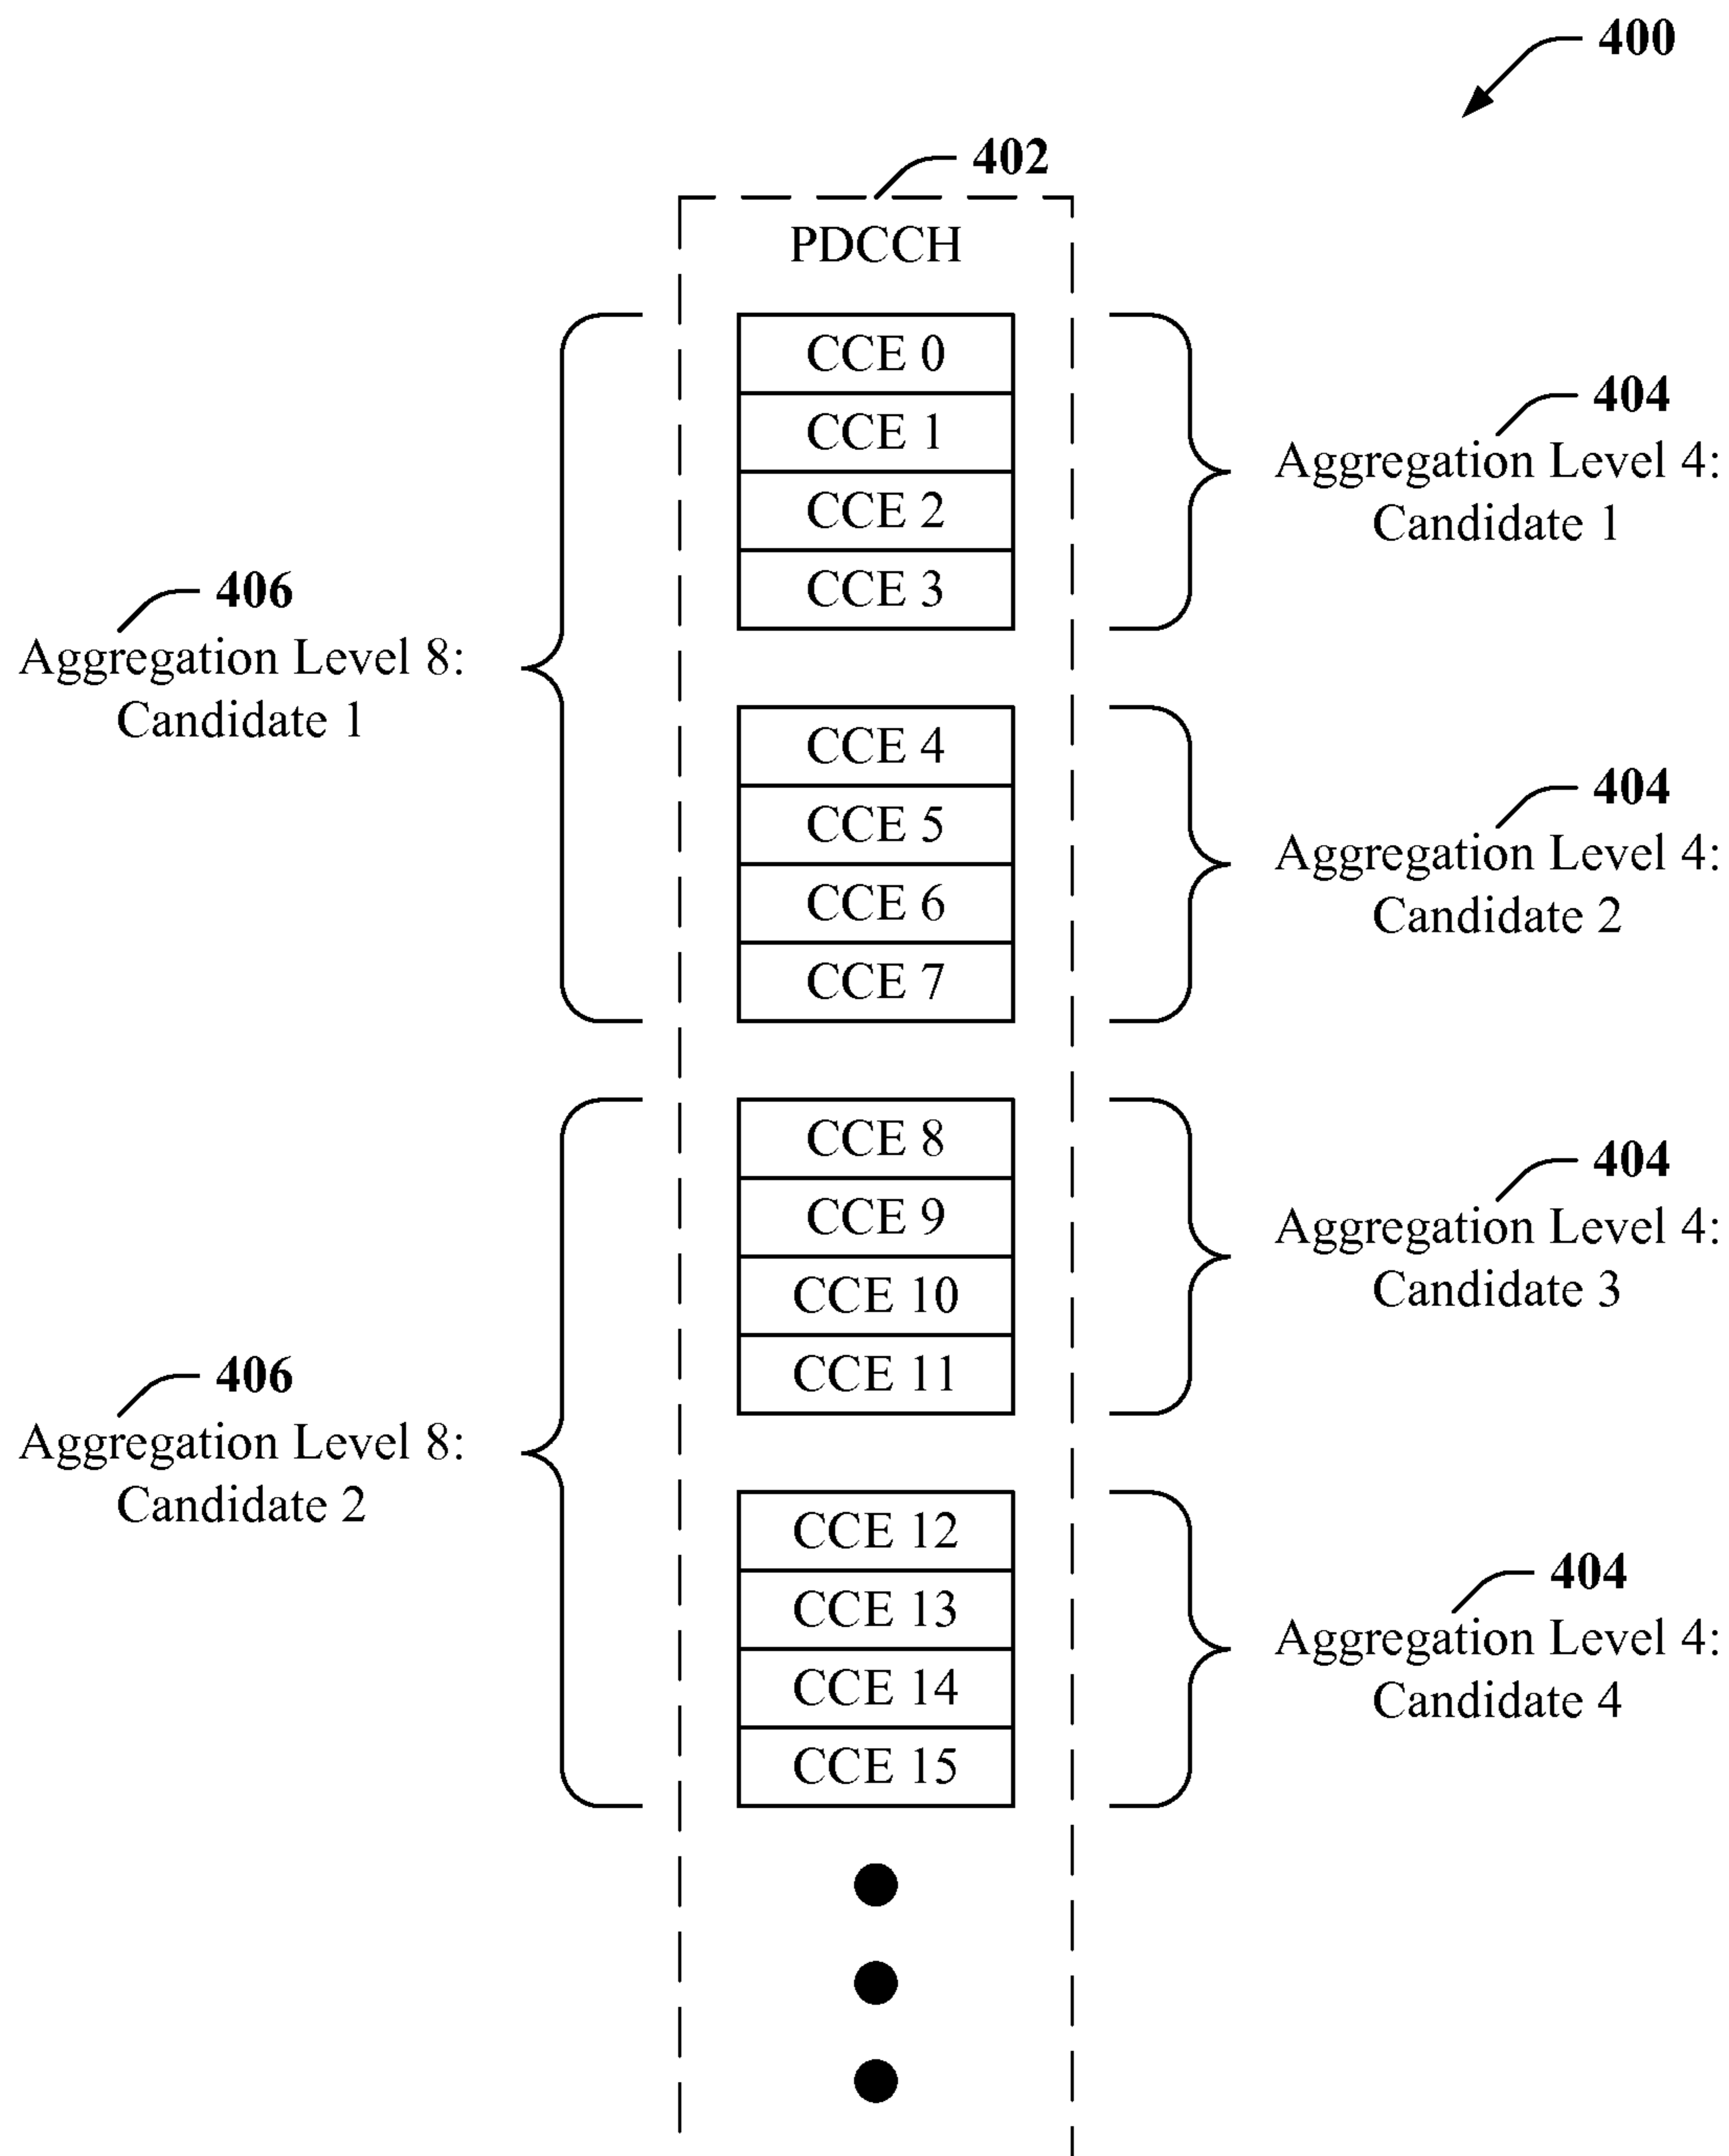 400
402
PDCCH
CCE 0
CCE 1
CCE 2
CCE 3
404
Aggregation Level 4:
Candidate 1
406
Aggregation Level 8:
Candidate 1
CCE 4
CCE 5
CCE 6
CCE 7
404
Aggregation Level 4:
Candidate 2
CCE 8
CCE 9
CCE 10
CCE 11
404
Aggregation Level 4:
Candidate 3
406
Aggregation Level 8:
Candidate 2
CCE 12
CCE 13
CCE 14
CCE 15
404
Aggregation Level 4:
Candidate 4